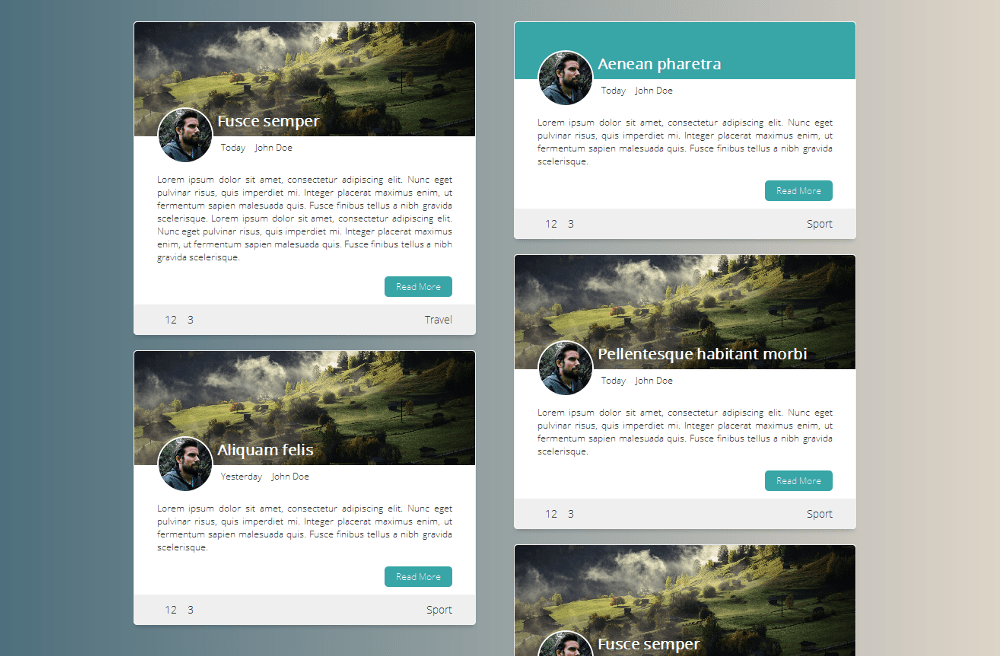 Fusce semper
Today John Doe
Lorem ipsum dolor sit amet, consectetur adipiscing elit. Nunc eget
pulvinar risus, quis imperdiet mi. Integer placerat maximus enim, ut
fermentum sapien malesuada quis. Fusce finibus tellus a nibh gravida
scelerisque. Lorem ipsum dolor sit amet, consectetur adipiscing elit.
Nunc eget pulvinar risus, quis imperdiet mi. Integer placerat maximus
enim, ut fermentum sapien malesuada quis. Fusce finibus tellus a nibh
gravida scelerisque.
Read More
12 3 Travel
Aliquam felis
Yesterday John Doe
Lorem ipsum dolor sit amet, consectetur adipiscing elit. Nunc eget
pulvinar risus, quis imperdiet mi. Integer placerat maximus enim, ut
fermentum sapien malesuada quis. Fusce finibus tellus a nibh gravida
scelerisque.
Read More
12 3 Sport
Aenean pharetra
Today John Doe
Lorem ipsum dolor sit amet, consectetur adipiscing elit. Nunc eget
pulvinar risus, quis imperdiet mi. Integer placerat maximus enim, ut
fermentum sapien malesuada quis. Fusce finibus tellus a nibh gravida
scelerisque.
Read More
12 3 Sport
Pellentesque habitant morbi
Today John Doe
Lorem ipsum dolor sit amet, consectetur adipiscing elit. Nunc eget
pulvinar risus, quis imperdiet mi. Integer placerat maximus enim, ut
fermentum sapien malesuada quis. Fusce finibus tellus a nibh gravida
scelerisque.
Read More
12 3 Sport
Fusce semper